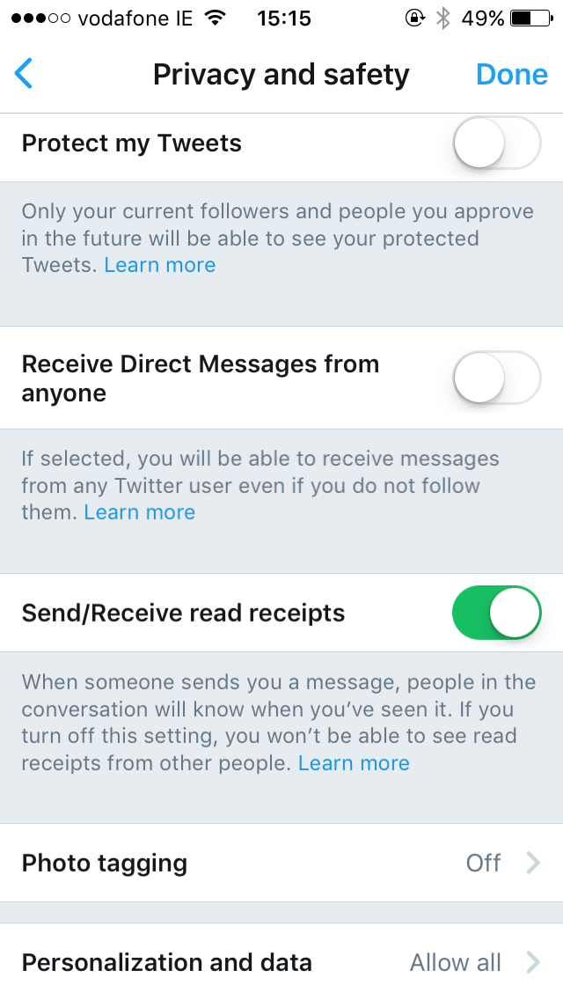 vodafone IE 15:15 49%
Privacy and safety Done
Protect my Tweets
Only your current followers and people you approve
in the future will be able to see your protected
Tweets. Learn more
Receive Direct Messages from
anyone
If selected, you will be able to receive messages
from any Twitter user even if you do not follow
them. Learn more
Send/Receive read receipts
When someone sends you a message, people in the
conversation will know when you’ve seen it. If you
turn off this setting, you won’t be able to see read
receipts from other people. Learn more
Photo tagging Off
Personalization and data Allow all